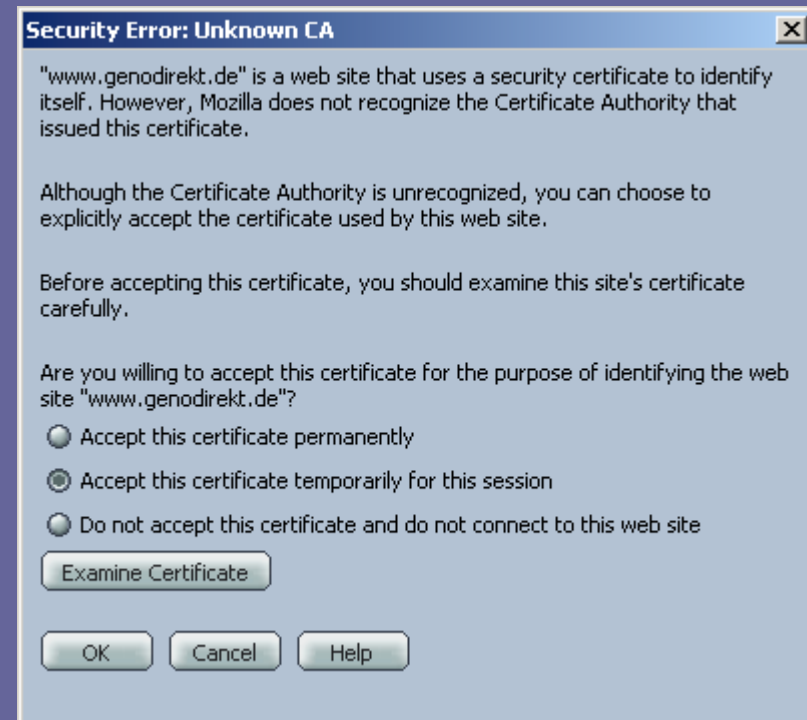 Security Error: Unknown CA
"www.genodirekt.de" is a web site that uses a security certificate to identify
itself. However, Mozilla does not recognize the Certificate Authority that
issued this certificate.
Although the Certificate Authority is unrecognized, you can choose to
explicitly accept the certificate used by this web site.
Before accepting this certificate, you should examine this site's certificate
carefully.
Are you willing to accept this certificate for the purpose of identifying the web
site "www.genodirekt.de"?
Accept this certificate permanently
Accept this certificate temporarily for this session
Do not accept this certificate and do not connect to this web site
Examine Certificate
OK Cancel Help